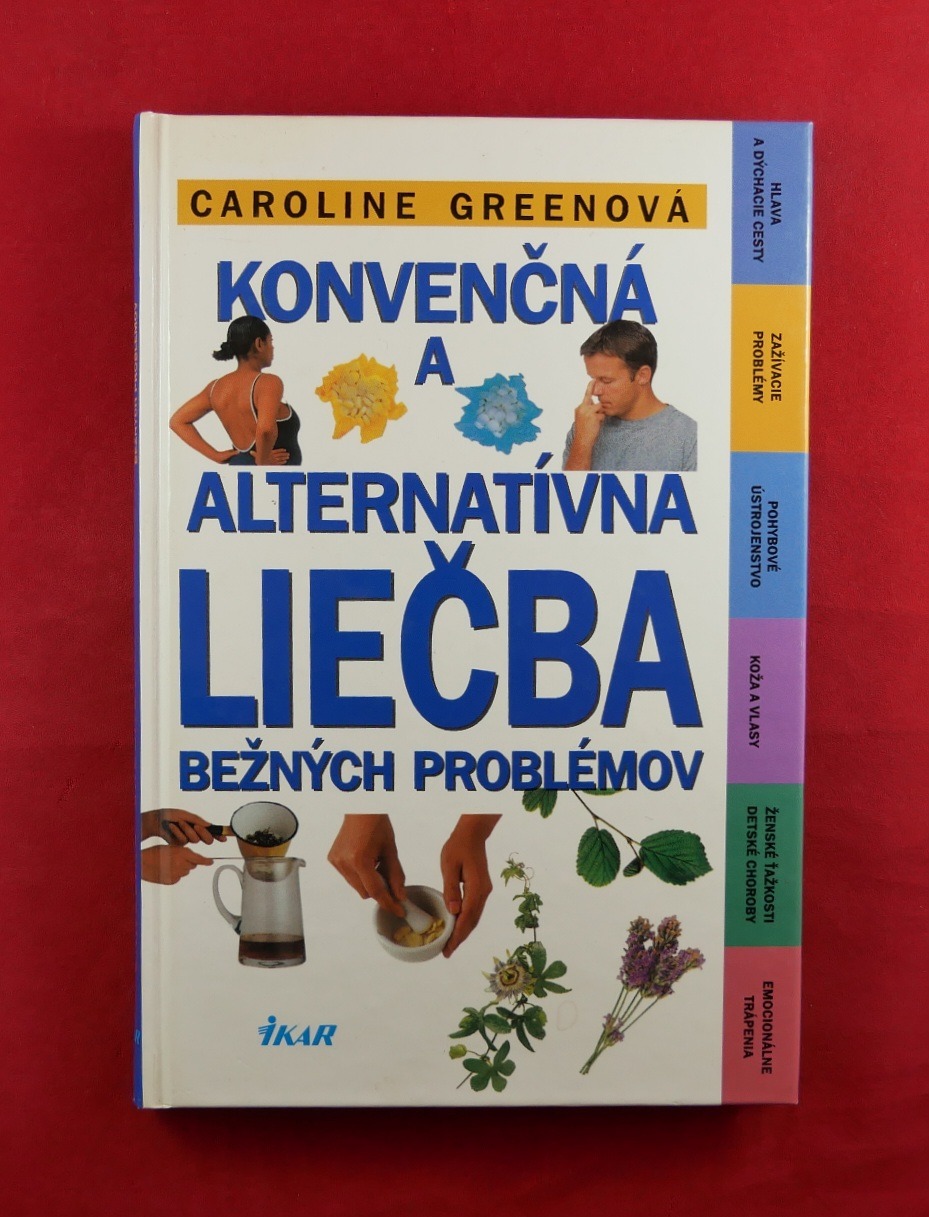 CAROLINE GREENOVÁ
KONVENČNÁ
A
ALTERNATÍVNA
LIEČBA
BEŽNÝCH PROBLÉMOV
IKAR
HLAVA
A DÝCHACIE CESTY
ZAŽÍVACIE
PROBLÉMY
POHYBOVÉ
ÚSTROJENSTVO
KOŽA A VLASY
ŽENSKÉ ŤAŽKOSTI
DETSKÉ CHOROBY
EMOCIONÁLNE
TRÁPENIA